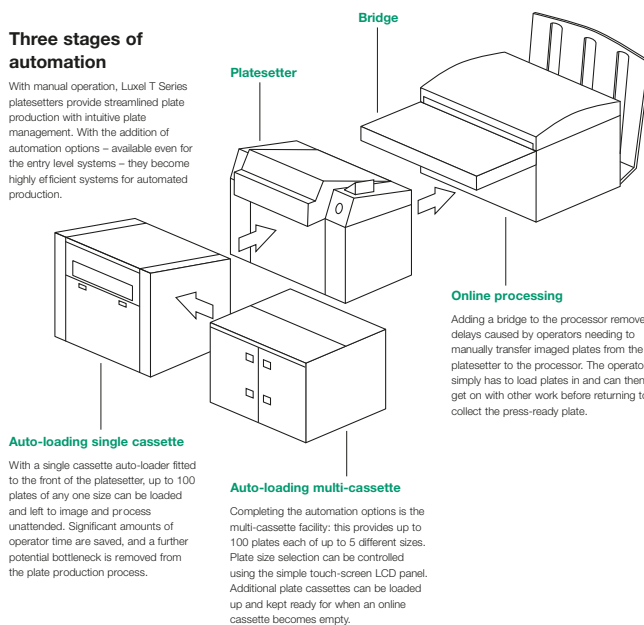 Three stages of
automation
With manual operation, Luxel T Series
platesetters provide streamlined plate
production with intuitive plate
management. With the addition of
automation options – available even for
the entry level systems – they become
highly efficient systems for automated
production.
Bridge
Platesetter
Online processing
Adding a bridge to the processor remove
delays caused by operators needing to
manually transfer imaged plates from the
platesetter to the processor. The operato
simply has to load plates in and can then
get on with other work before returning to
collect the press-ready plate.
Auto-loading single cassette
With a single cassette auto-loader fitted
to the front of the platesetter, up to 100
plates of any one size can be loaded
and left to image and process
unattended. Significant amounts of
operator time are saved, and a further
potential bottleneck is removed from
the plate production process.
Auto-loading multi-cassette
Completing the automation options is the
multi-cassette facility: this provides up to
100 plates each of up to 5 different sizes.
Plate size selection can be controlled
using the simple touch-screen LCD panel.
Additional plate cassettes can be loaded
up and kept ready for when an online
cassette becomes empty.